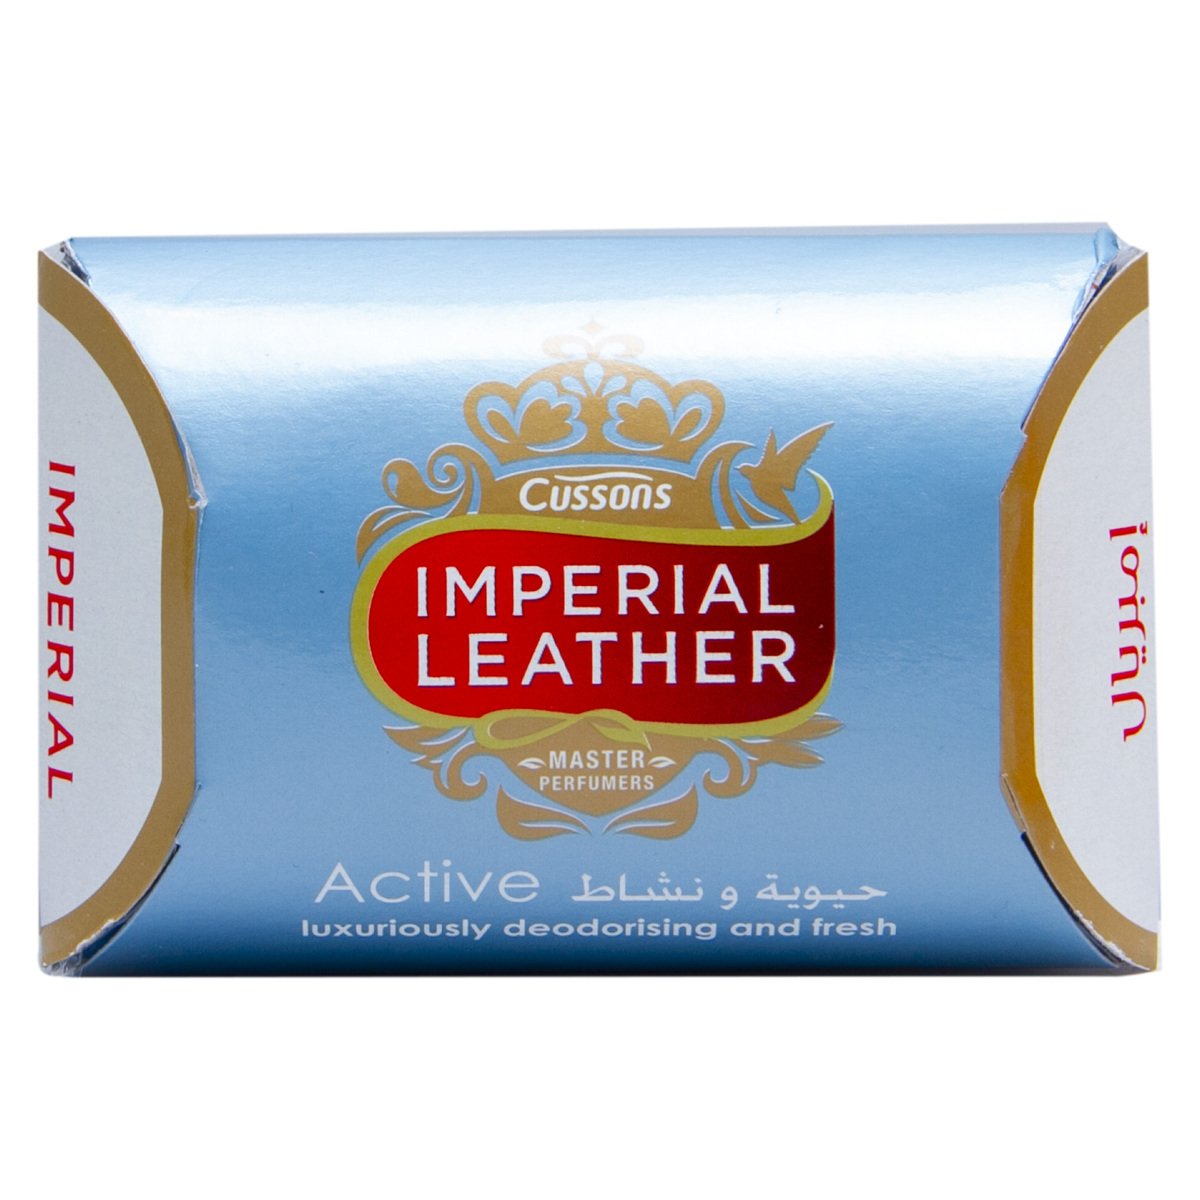 Cussons
IMPERIAL
LEATHER
MASTER
PERFUMERS
Active حيوية و نشاط
luxuriously deodorising and fresh
IMPERIAL